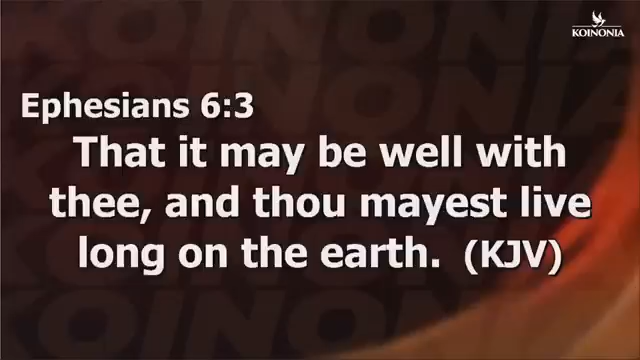 KOINONIA
Ephesians 6:3
That it may be well with
thee, and thou mayest live
long on the earth. (KJV)